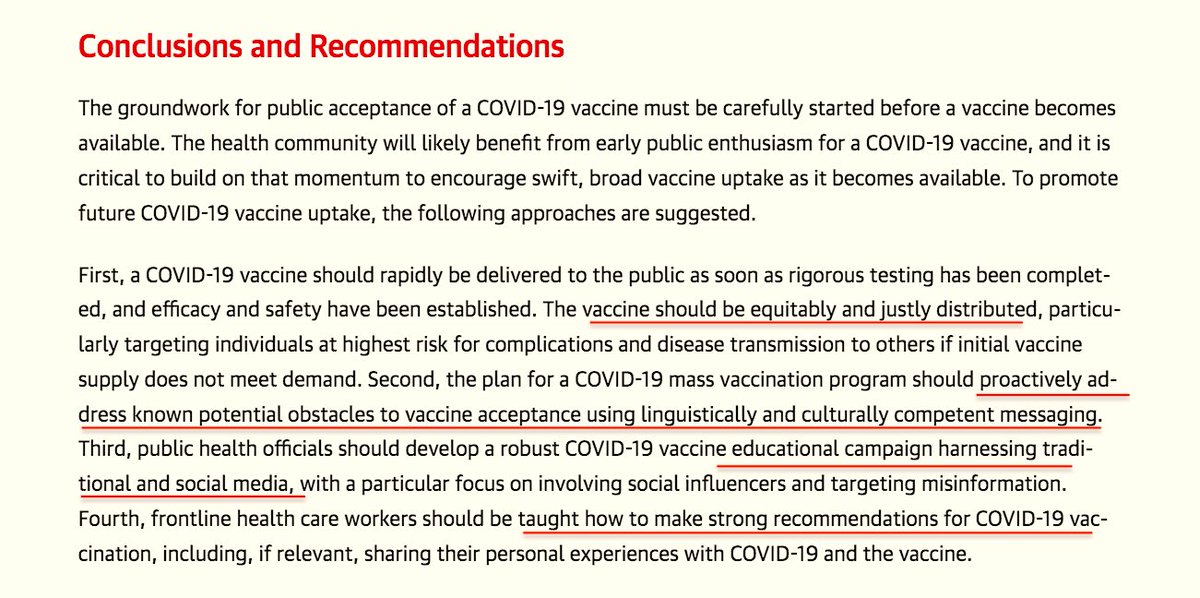 Conclusions and Recommendations
The groundwork for public acceptance of a COVID-19 vaccine must be carefully started before a vaccine becomes
available. The health community will likely benefit from early public enthusiasm for a COVID-19 vaccine, and it is
critical to build on that momentum to encourage swift, broad vaccine uptake as it becomes available. To promote
future COVID-19 vaccine uptake, the following approaches are suggested.
First, a COVID-19 vaccine should rapidly be delivered to the public as soon as rigorous testing has been complet-
ed, and efficacy and safety have been established. The vaccine should be equitably and justly distributed, particu-
larly targeting individuals at highest risk for complications and disease transmission to others if initial vaccine
supply does not meet demand. Second, the plan for a COVID-19 mass vaccination program should proactively ad-
dress known potential obstacles to vaccine acceptance using linguistically and culturally competent messaging.
Third, public health officials should develop a robust COVID-19 vaccine educational campaign harnessing tradi-
tional and social media, with a particular focus on involving social influencers and targeting misinformation.
Fourth, frontline health care workers should be taught how to make strong recommendations for COVID-19 vac-
cination, including, if relevant, sharing their personal experiences with COVID-19 and the vaccine.